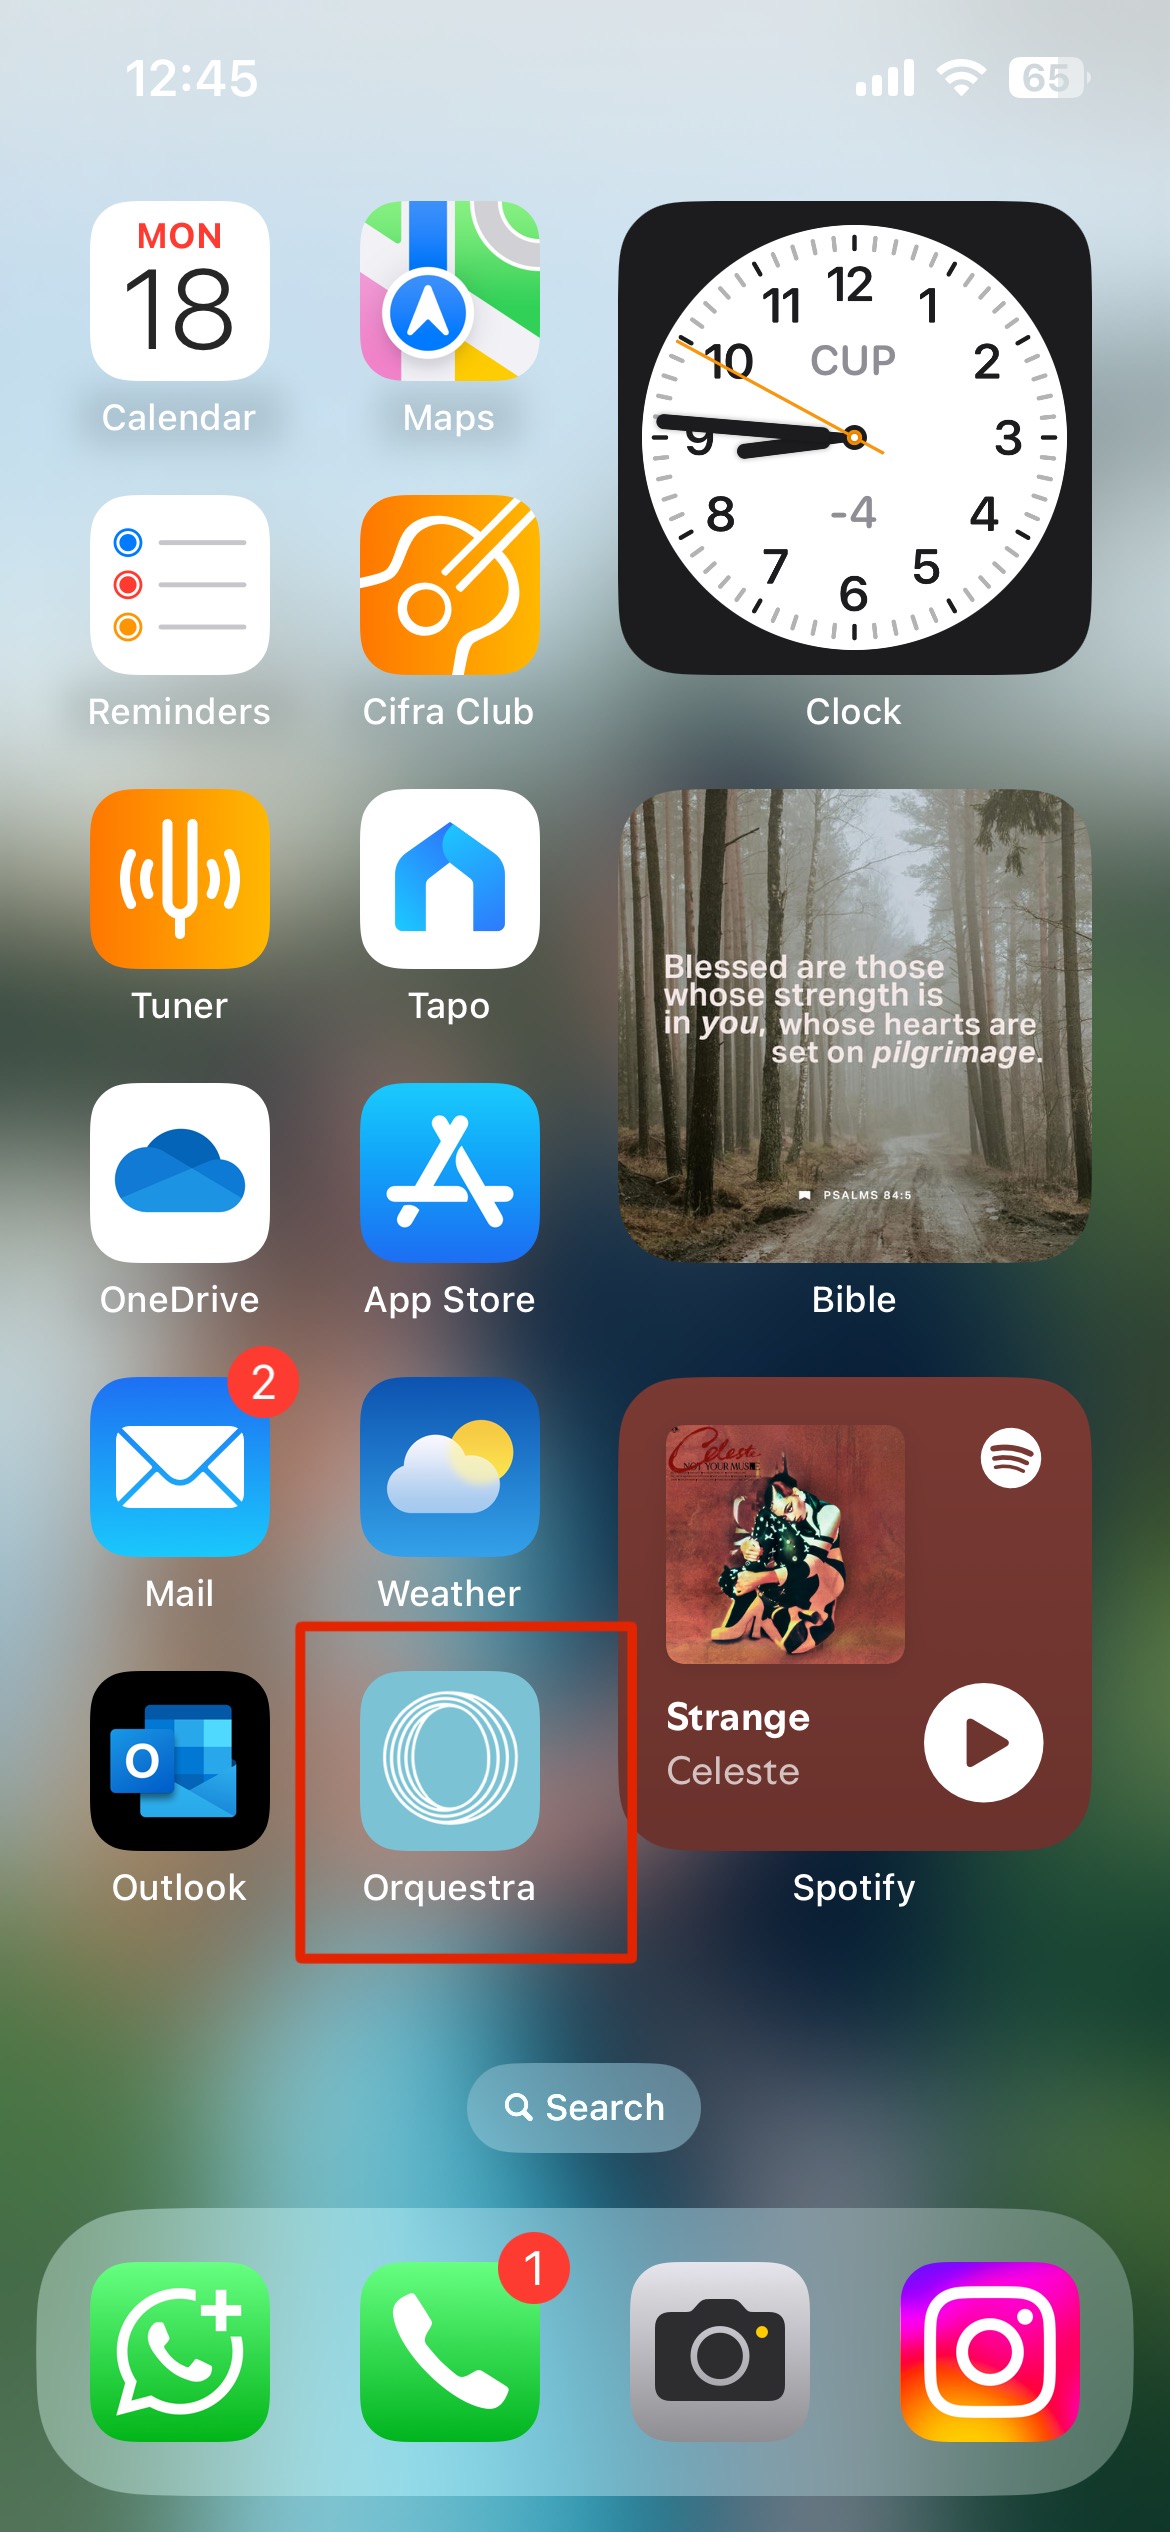 12:45
65
MON
18
Calendar
Maps
12
11
1
10
CUP
2
9
3
8
-4
4
7
5
6
Reminders
Cifra Club
Clock
Tuner
Tapo
Blessed are those
whose strength is
in you, whose hearts are
set on pilgrimage.
PSALMS 84:5
OneDrive
App Store
Bible
2
Mail
Weather
Celeste
NOT YOUR MUSE
O
Strange
Celeste
Outlook
Orquestra
Spotify
Search
1